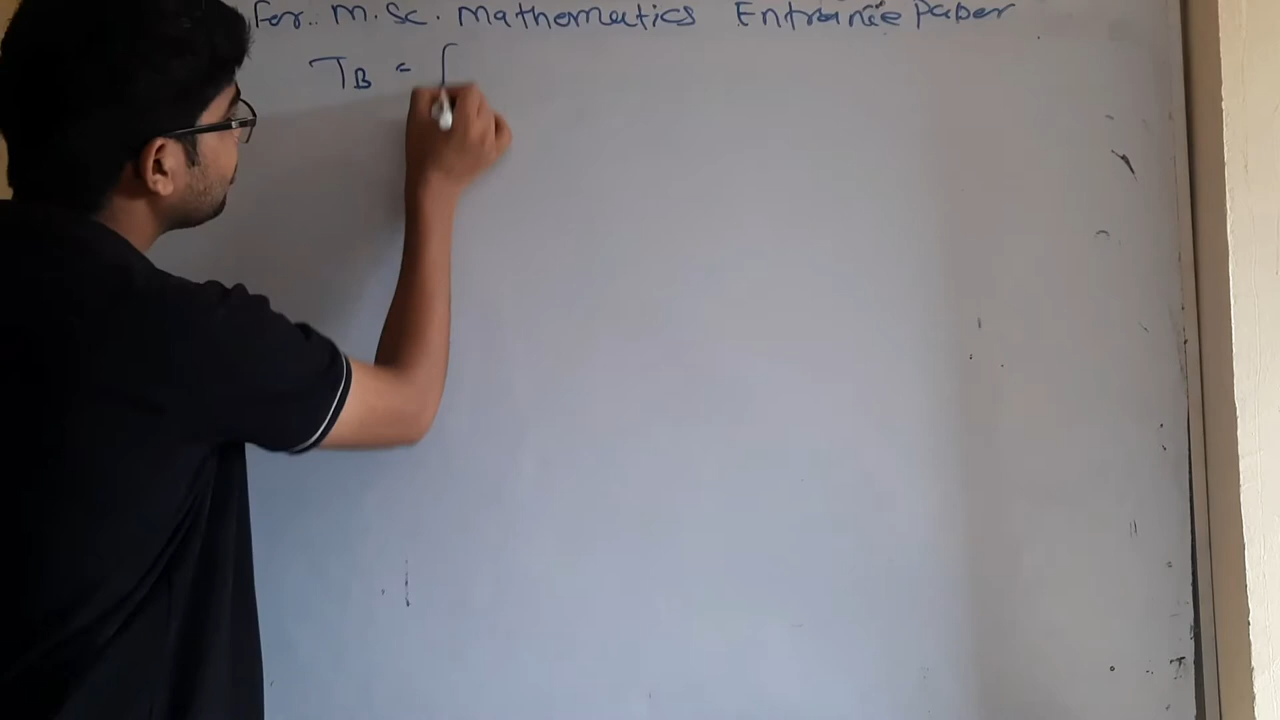 For.. M.Sc. Mathematics Entrance Paper
TB = [